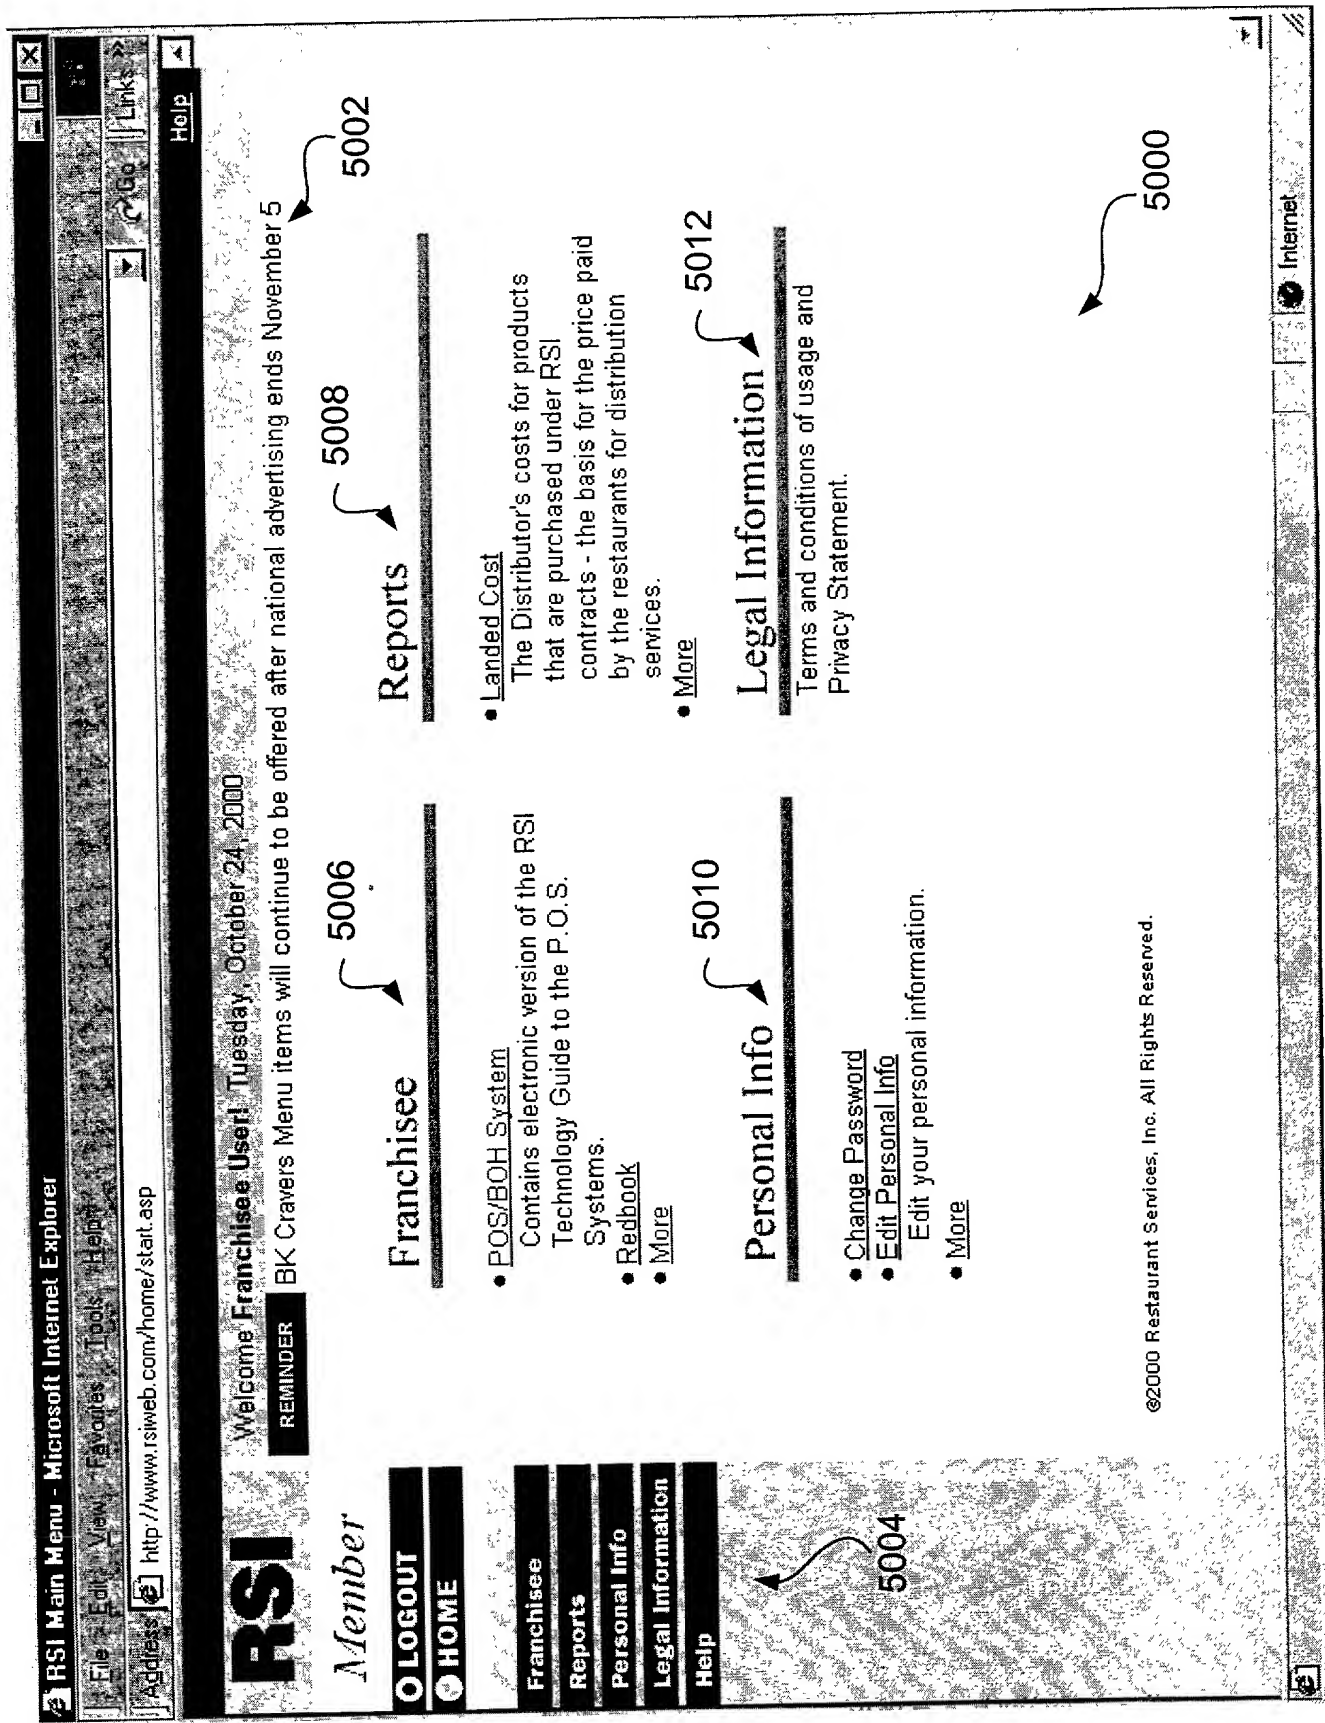 RSI Main Menu - Microsoft Internet Explorer
File Edit View Favorites Tools Help
Address http://www.rsiweb.com/home/start.asp Go Links »
Help
RSI
Welcome Franchisee User! Tuesday, October 24, 2000
REMINDER BK Cravers Menu items will continue to be offered after national advertising ends November 5
5002
Member
LOGOUT
HOME
Franchisee
Reports
Personal Info
Legal Information
Help
5004
5006
Franchisee
• POS/BOH System
Contains electronic version of the RSI
Technology Guide to the P.O.S.
Systems.
• Redbook
• More
5008
Reports
• Landed Cost
The Distributor's costs for products
that are purchased under RSI
contracts - the basis for the price paid
by the restaurants for distribution
services.
• More
5010
Personal Info
• Change Password
• Edit Personal Info
Edit your personal information.
• More
5012
Legal Information
Terms and conditions of usage and
Privacy Statement.
5000
©2000 Restaurant Services, Inc. All Rights Reserved.
Internet